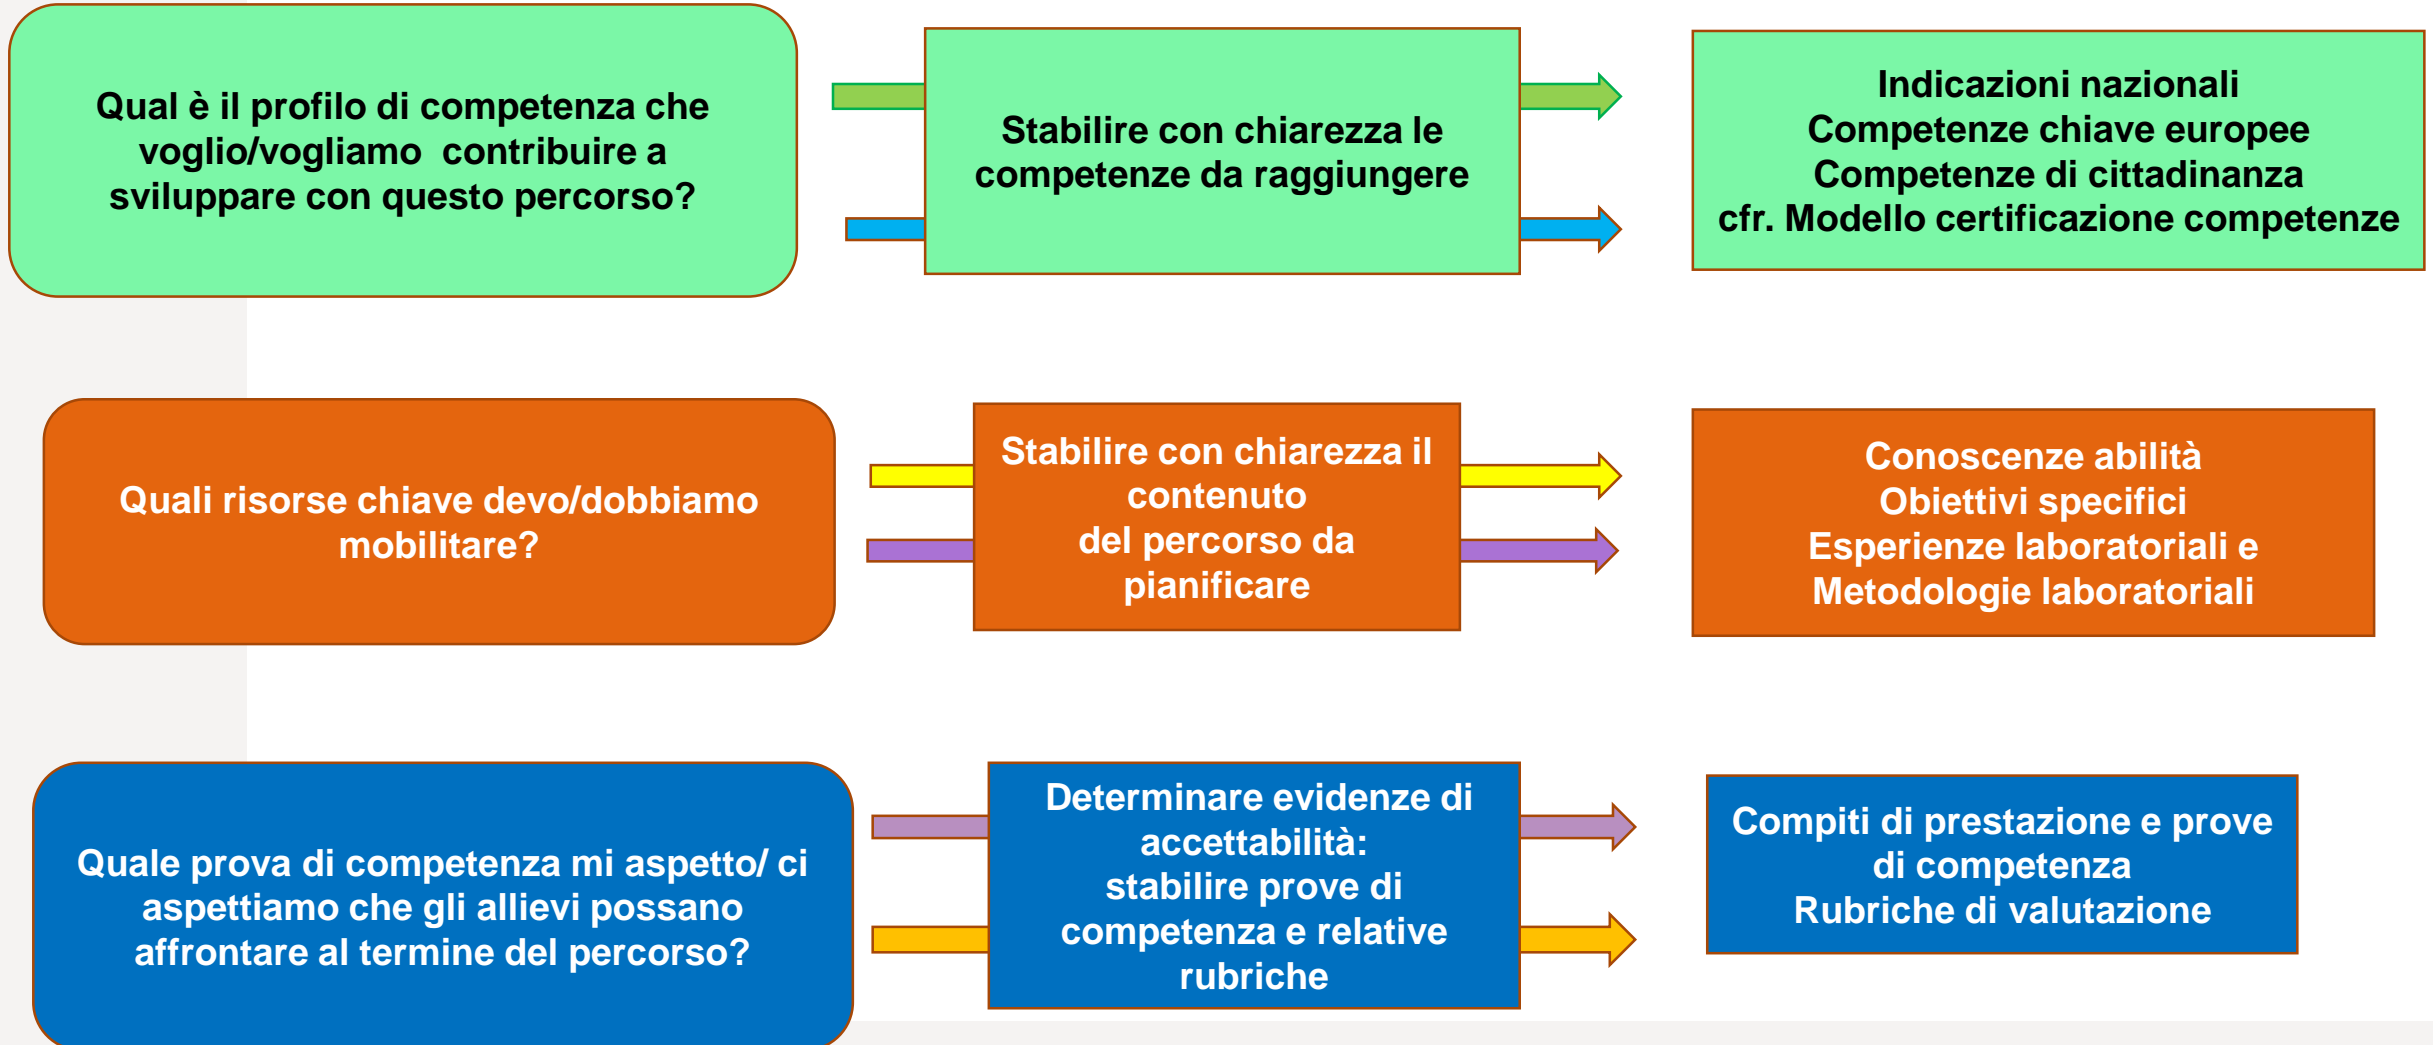 Qual è il profilo di competenza che
voglio/vogliamo contribuire a
sviluppare con questo percorso?
Stabilire con chiarezza le
competenze da raggiungere
Indicazioni nazionali
Competenze chiave europee
Competenze di cittadinanza
cfr. Modello certificazione competenze
Quali risorse chiave devo/dobbiamo
mobilitare?
Stabilire con chiarezza il
contenuto
del percorso da
pianificare
Conoscenze abilità
Obiettivi specifici
Esperienze laboratoriali e
Metodologie laboratoriali
Quale prova di competenza mi aspetto/ ci
aspettiamo che gli allievi possano
affrontare al termine del percorso?
Determinare evidenze di
accettabilità:
stabilire prove di
competenza e relative
rubriche
Compiti di prestazione e prove
di competenza
Rubriche di valutazione